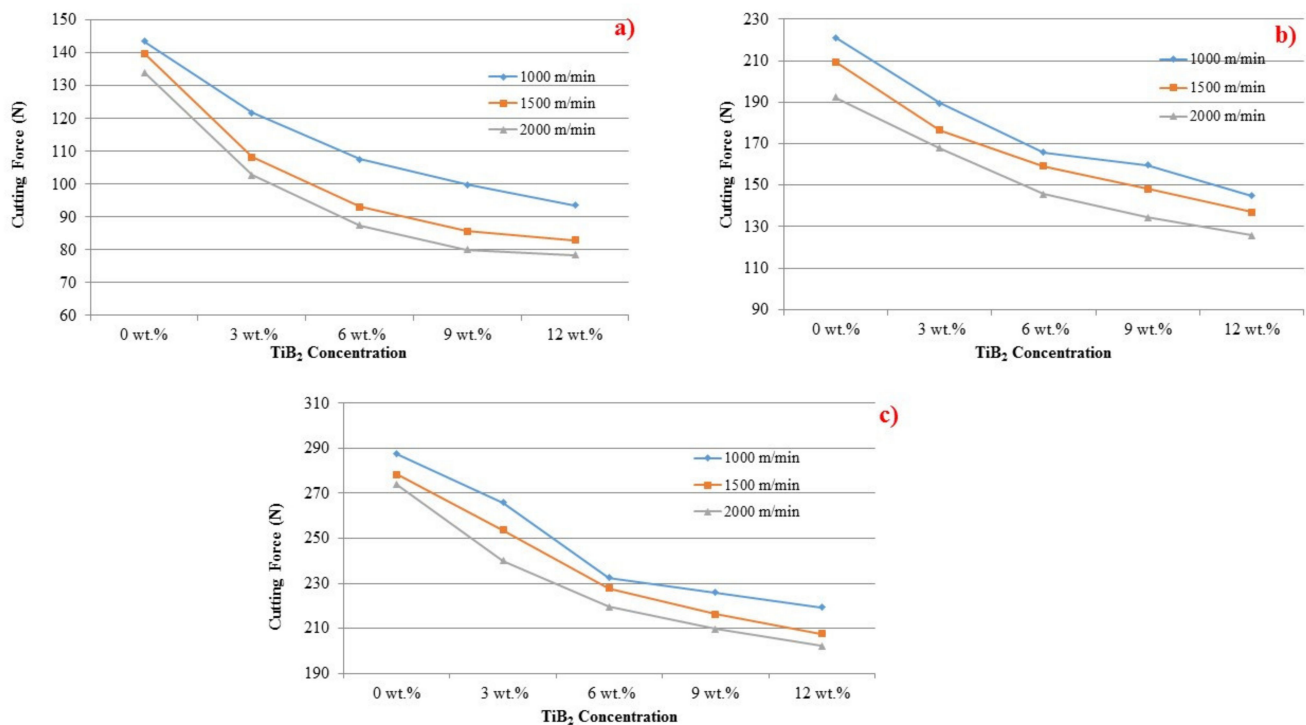 a)
150
140
130
120
110
100
90
80
70
60
Cutting Force (N)
1000 m/min
1500 m/min
2000 m/min
0 wt.% 3 wt.% 6 wt.% 9 wt.% 12 wt.%
TiB₂ Concentration
b)
230
210
190
170
150
130
110
90
Cutting Force (N)
1000 m/min
1500 m/min
2000 m/min
0 wt.% 3 wt.% 6 wt.% 9 wt.% 12 wt.%
TiB₂ Concentration
c)
310
290
270
250
230
210
190
Cutting Force (N)
1000 m/min
1500 m/min
2000 m/min
0 wt.% 3 wt.% 6 wt.% 9 wt.% 12 wt.%
TiB₂ Concentration